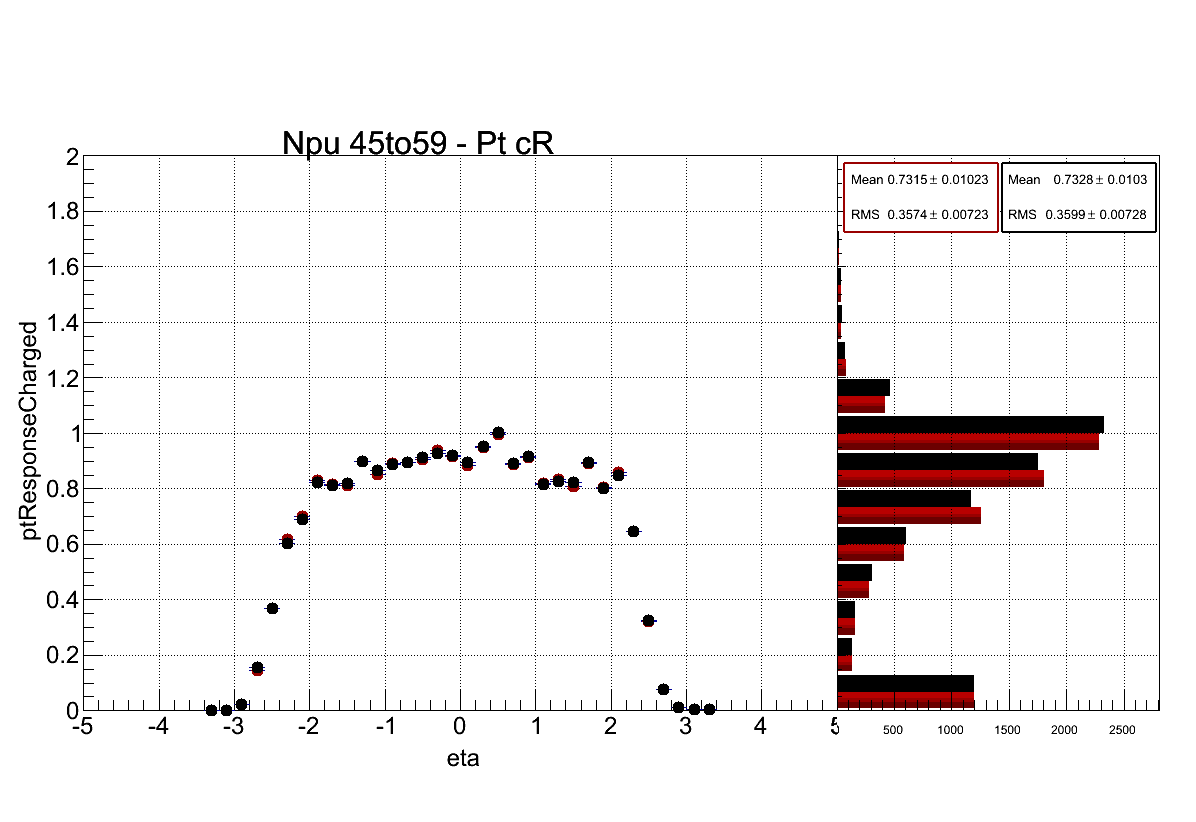 Npu 45to59 - Pt cR
2
1.8
1.6
1.4
1.2
1
0.8
0.6
0.4
0.2
0
ptResponseCharged
-5 -4 -3 -2 -1 0 1 2 3 4
eta
Mean 0.7315 ± 0.01023
RMS 0.3574 ± 0.00723
Mean 0.7328 ± 0.0103
RMS 0.3599 ± 0.00728
500 1000 1500 2000 2500